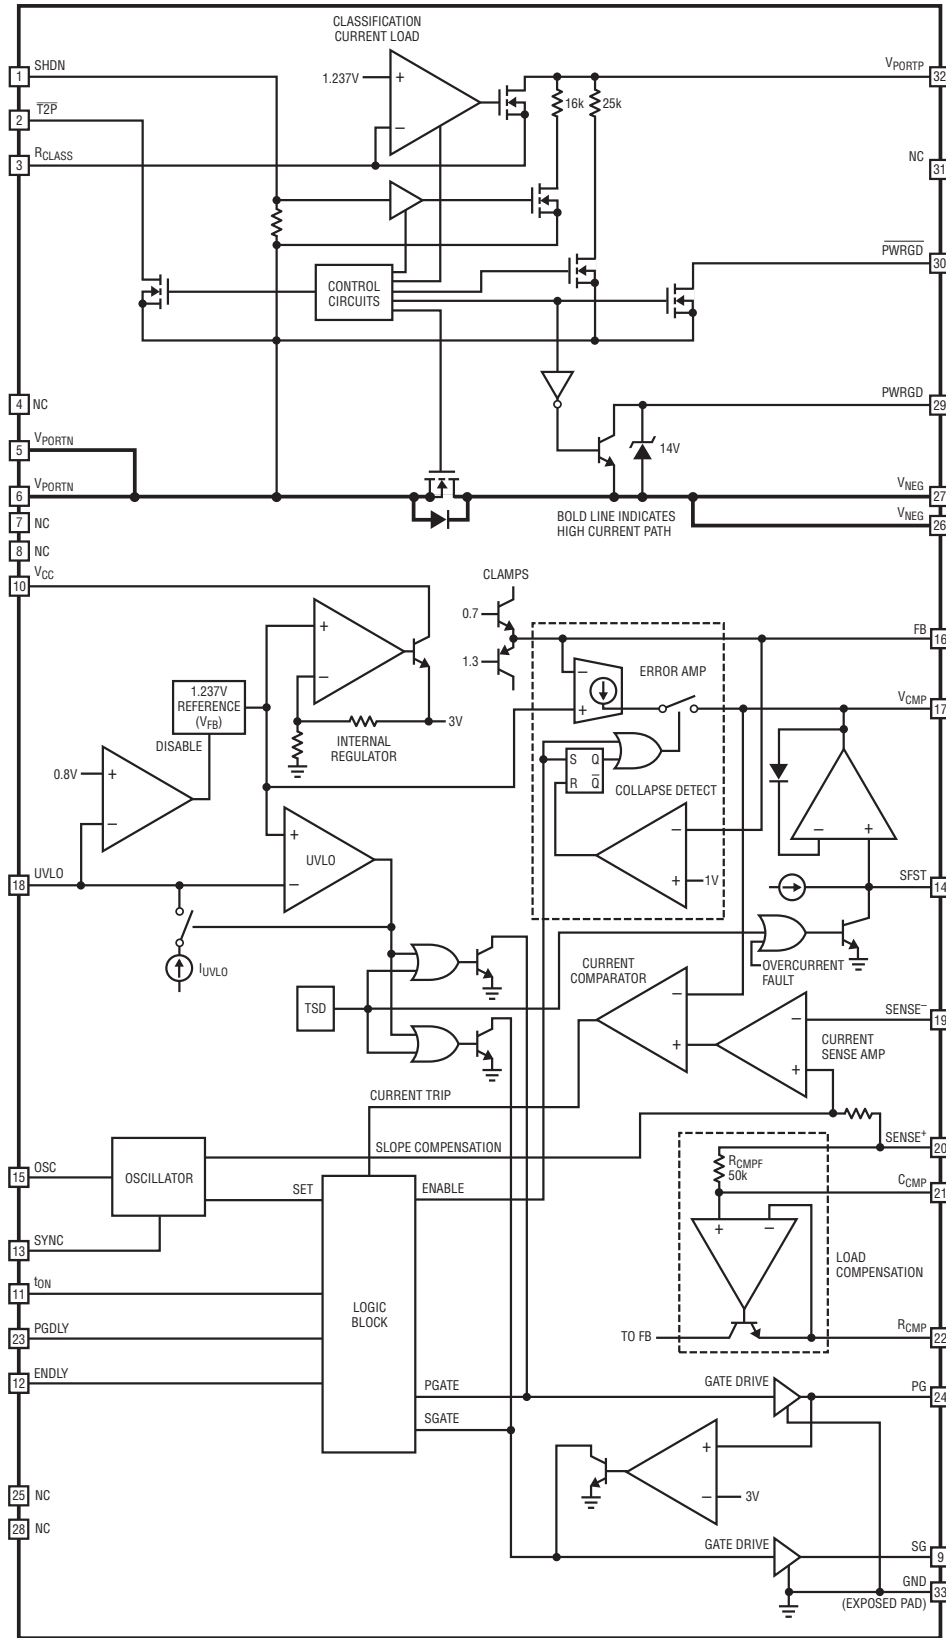 CLASSIFICATION
CURRENT LOAD
1 SHDN
1.237V
+
−
VPORTP 32
16k
25k
2 T2P
3 RCLASS
NC 31
PWRGD 30
CONTROL
CIRCUITS
4 NC
PWRGD 29
5 VPORTN
14V
6 VPORTN
VNEG 27
BOLD LINE INDICATES
HIGH CURRENT PATH
VNEG 26
7 NC
8 NC
10 VCC
CLAMPS
0.7
1.3
FB 16
+
−
ERROR AMP
−
+
1.237V
REFERENCE
(VFB)
DISABLE
3V
INTERNAL
REGULATOR
VCMP 17
S Q
R Q
COLLAPSE DETECT
0.8V
+
−
+
UVLO
−
−
+
1V
−
+
18 UVLO
SFST 14
IUVLO
OVERCURRENT
FAULT
TSD
CURRENT
COMPARATOR
−
+
SENSE− 19
−
+
CURRENT
SENSE AMP
CURRENT TRIP
SLOPE COMPENSATION
SENSE+ 20
15 OSC
OSCILLATOR
RCMPF
50k
CCMP 21
SET
ENABLE
13 SYNC
+
−
LOAD
COMPENSATION
11 tON
LOGIC
BLOCK
23 PGDLY
TO FB
RCMP 22
12 ENDLY
PGATE
GATE DRIVE
PG 24
SGATE
+
−
3V
25 NC
28 NC
GATE DRIVE
SG 9
GND 33
(EXPOSED PAD)